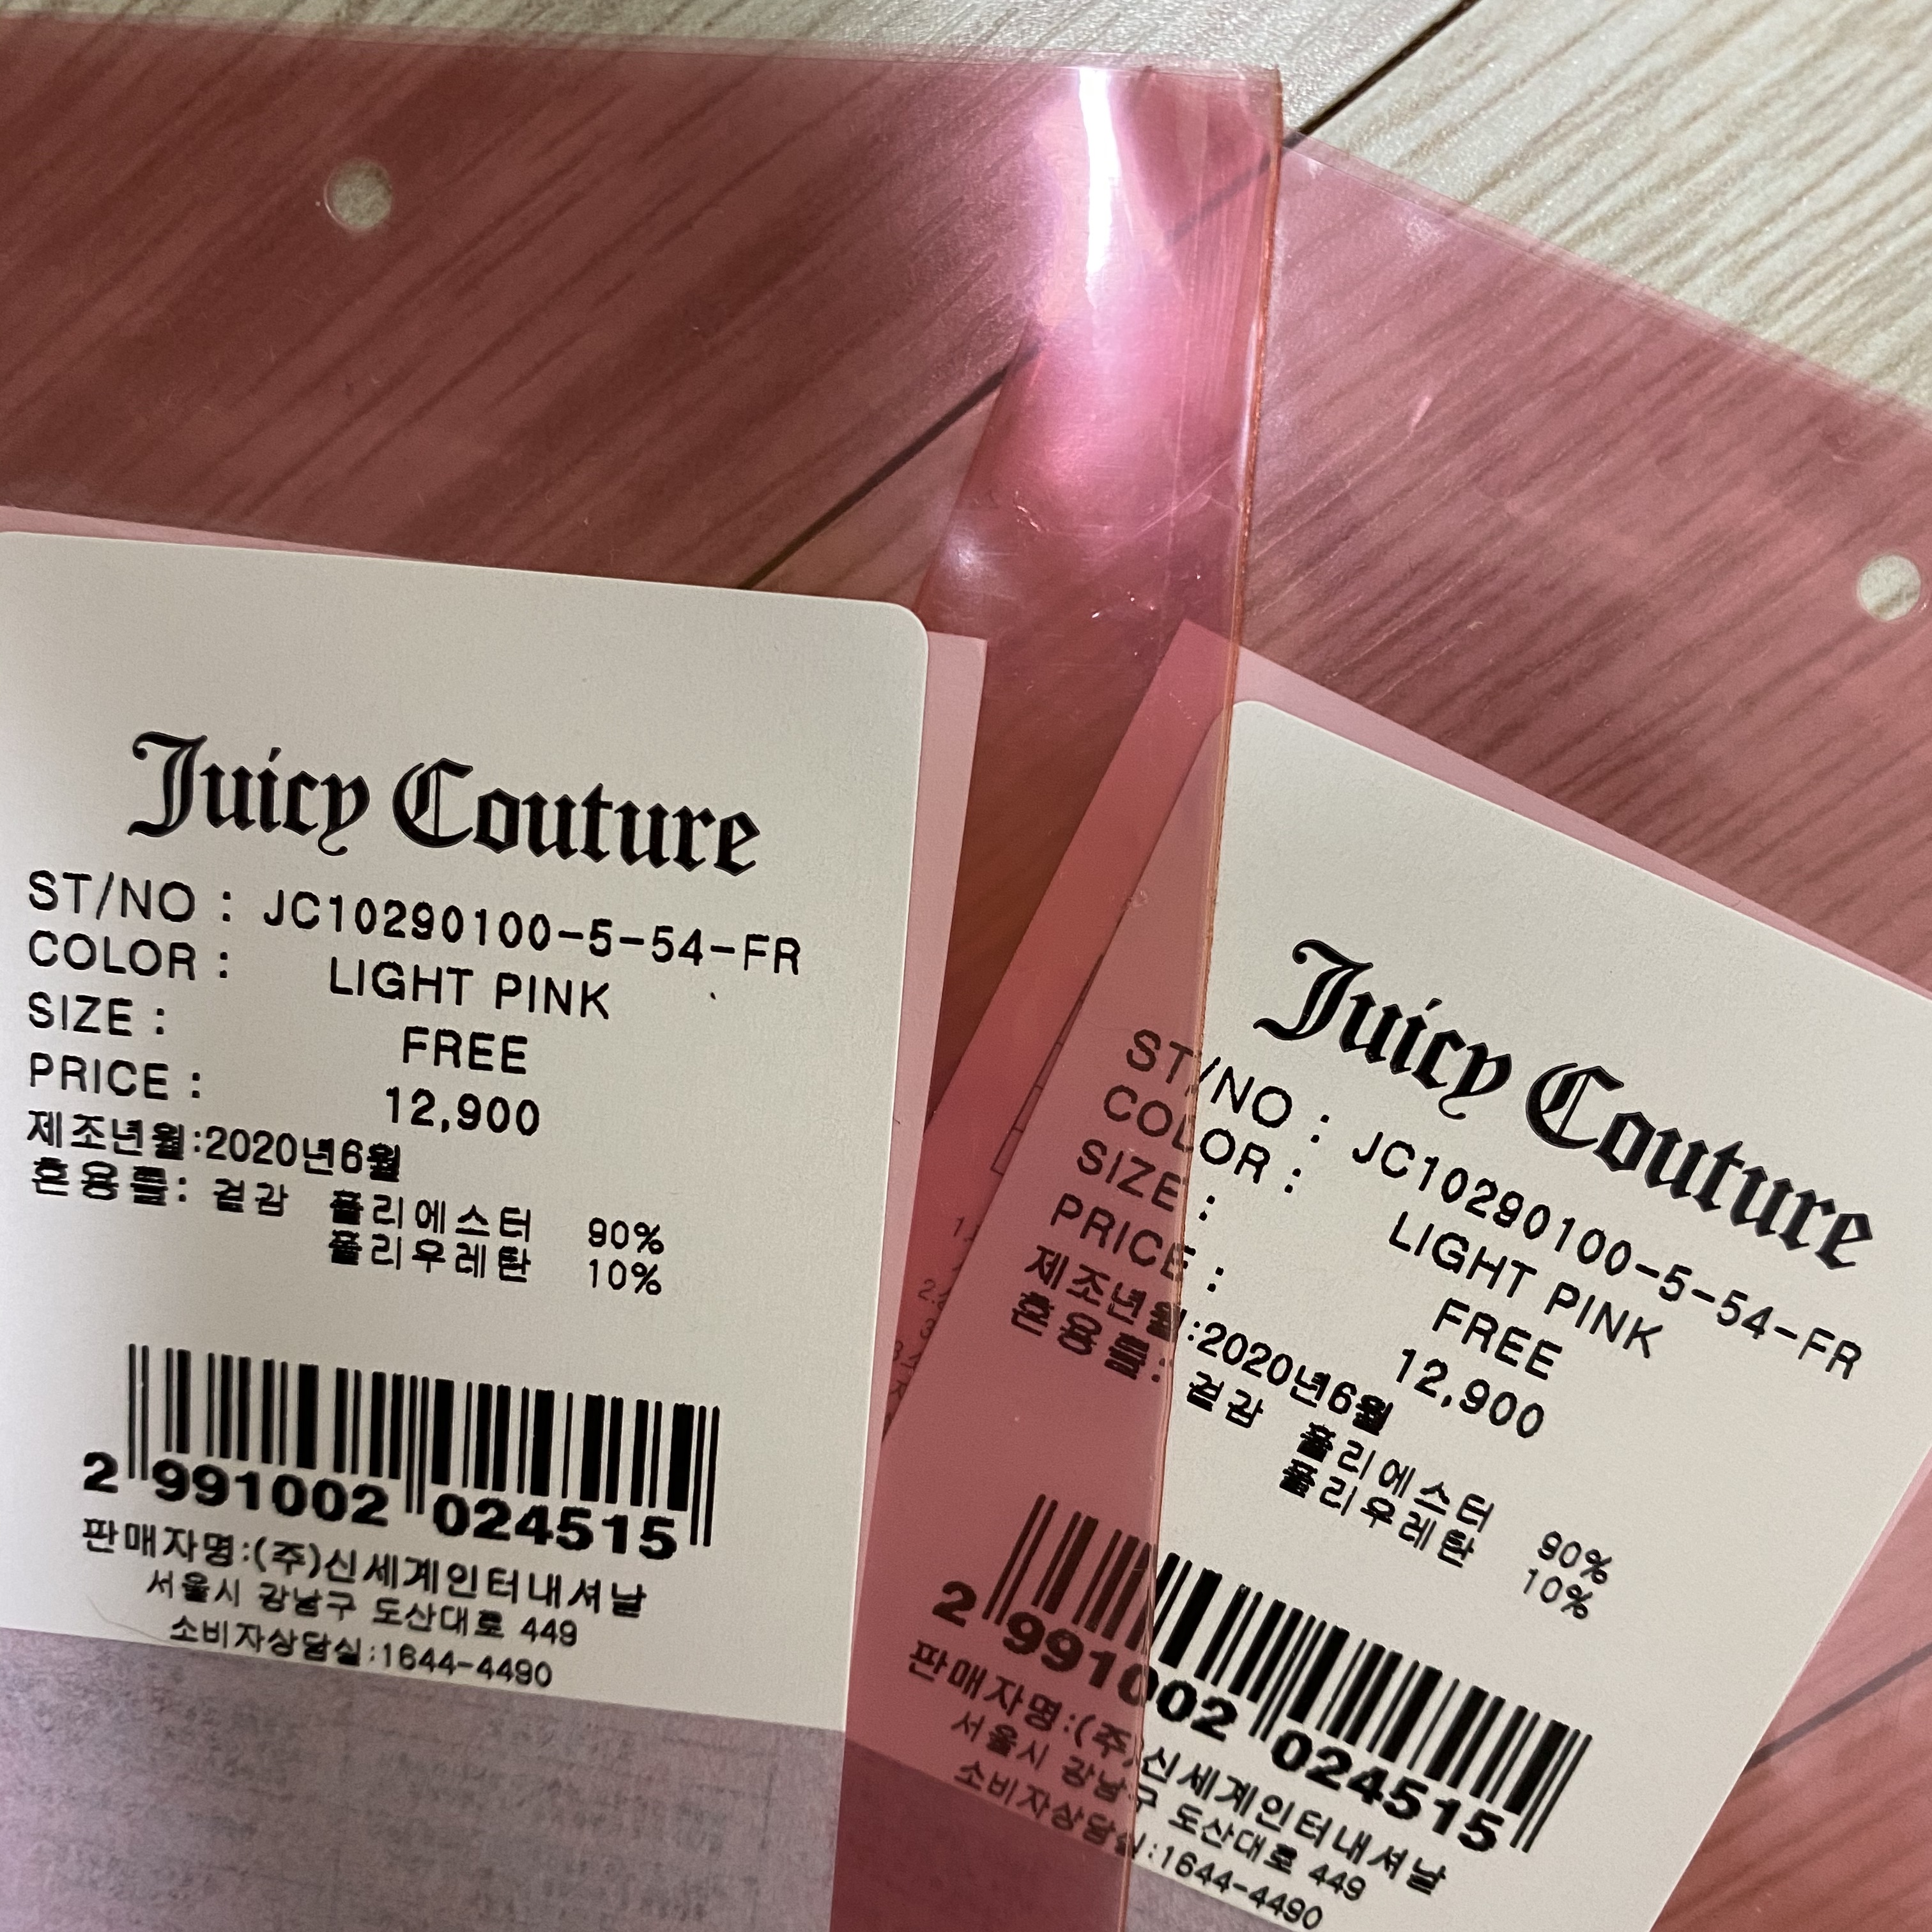 Juicy Couture
ST/NO : JC10290100-5-54-FR
COLOR : LIGHT PINK
SIZE : FREE
PRICE : 12,900
제조년월:2020년6월
혼용률: 겉감 폴리에스터 90%
폴리우레탄 10%
2 991002 024515
판매자명:(주)신세계인터내셔날
서울시 강남구 도산대로 449
소비자상담실:1644-4490
Juicy Couture
ST/NO : JC10290100-5-54-FR
COLOR : LIGHT PINK
SIZE : FREE
PRICE : 12,900
제조년월:2020년6월
혼용률: 겉감 폴리에스터 90%
폴리우레탄 10%
2 991002 024515
판매자명:(주)신세계인터내셔날
서울시 강남구 도산대로 449
소비자상담실:1644-4490